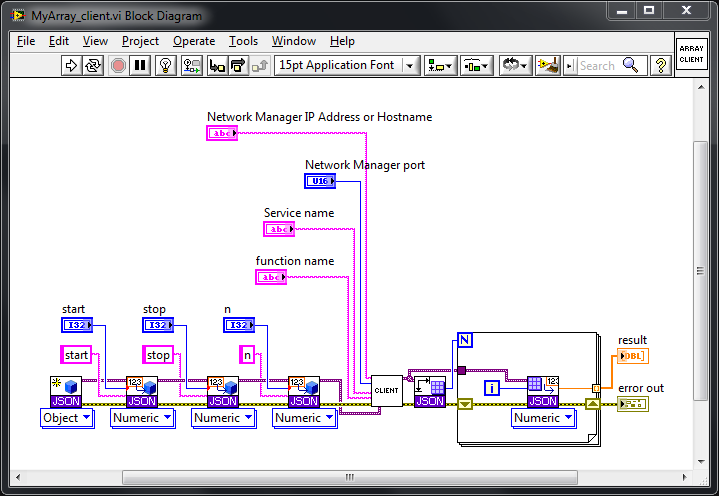 MyArray_client.vi Block Diagram
File Edit View Project Operate Tools Window Help
15pt Application Font
Search
?
ARRAY
CLIENT
Network Manager IP Address or Hostname
abc
Network Manager port
U16
Service name
abc
function name
abc
start stop n
I32 I32 I32
start stop n
N
result
DBL
123 123 123
CLIENT
i
123
error out
JSON JSON JSON JSON JSON JSON
Object Numeric Numeric Numeric Numeric